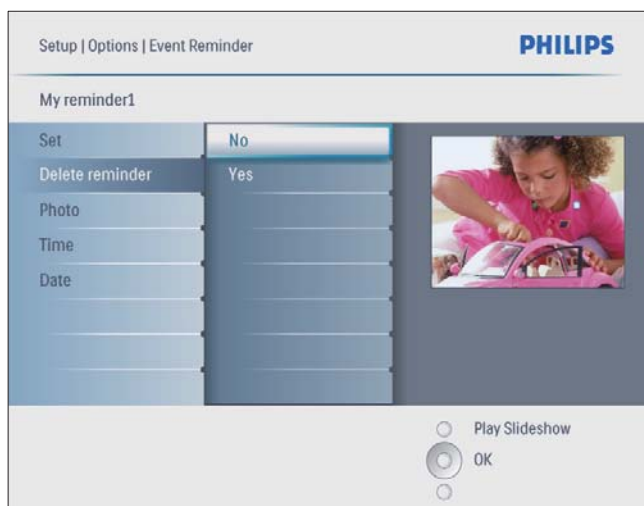 Setup | Options | Event Reminder
PHILIPS
My reminder1
Set
No
Delete reminder
Yes
Photo
Time
Date
Play Slideshow
OK